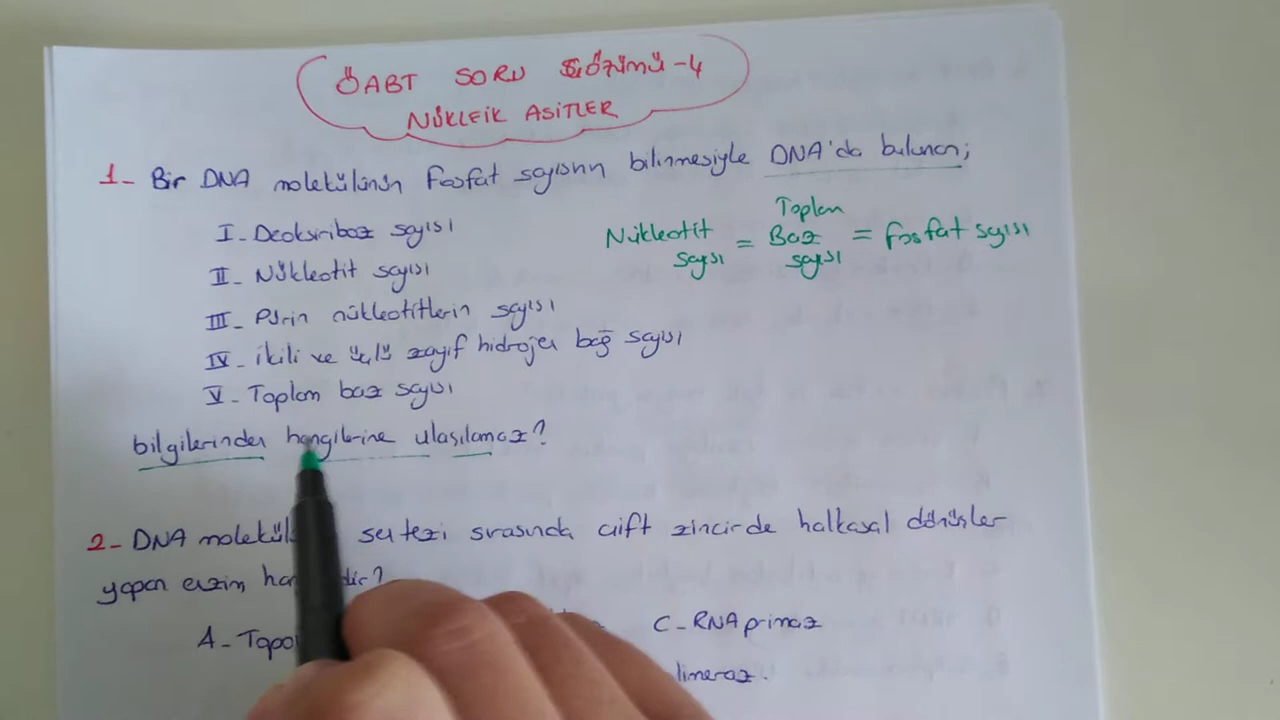 ÖABT SORU ÇÖZÜMÜ-4
NÜKLEİK ASİTLER
1- Bir DNA molekülünün fosfat sayısının bilinmesiyle DNA'da bulunan;
I- Deoksiriboz sayısı
II- Nükleotit sayısı
III- Pürin nükleotitlerin sayısı
IV- ikili ve üçlü zayıf hidrojen bağ sayısı
V- Toplam baz sayısı
Nükleotit sayısı = Toplam Baz sayısı = fosfat sayısı
bilgilerinden hangilerine ulaşılamaz?
2- DNA molekül sentezi sırasında çift zincirde halkasal dönüşler
yapan enzim dir?
A- Topo
C- RNA primaz
limeraz.